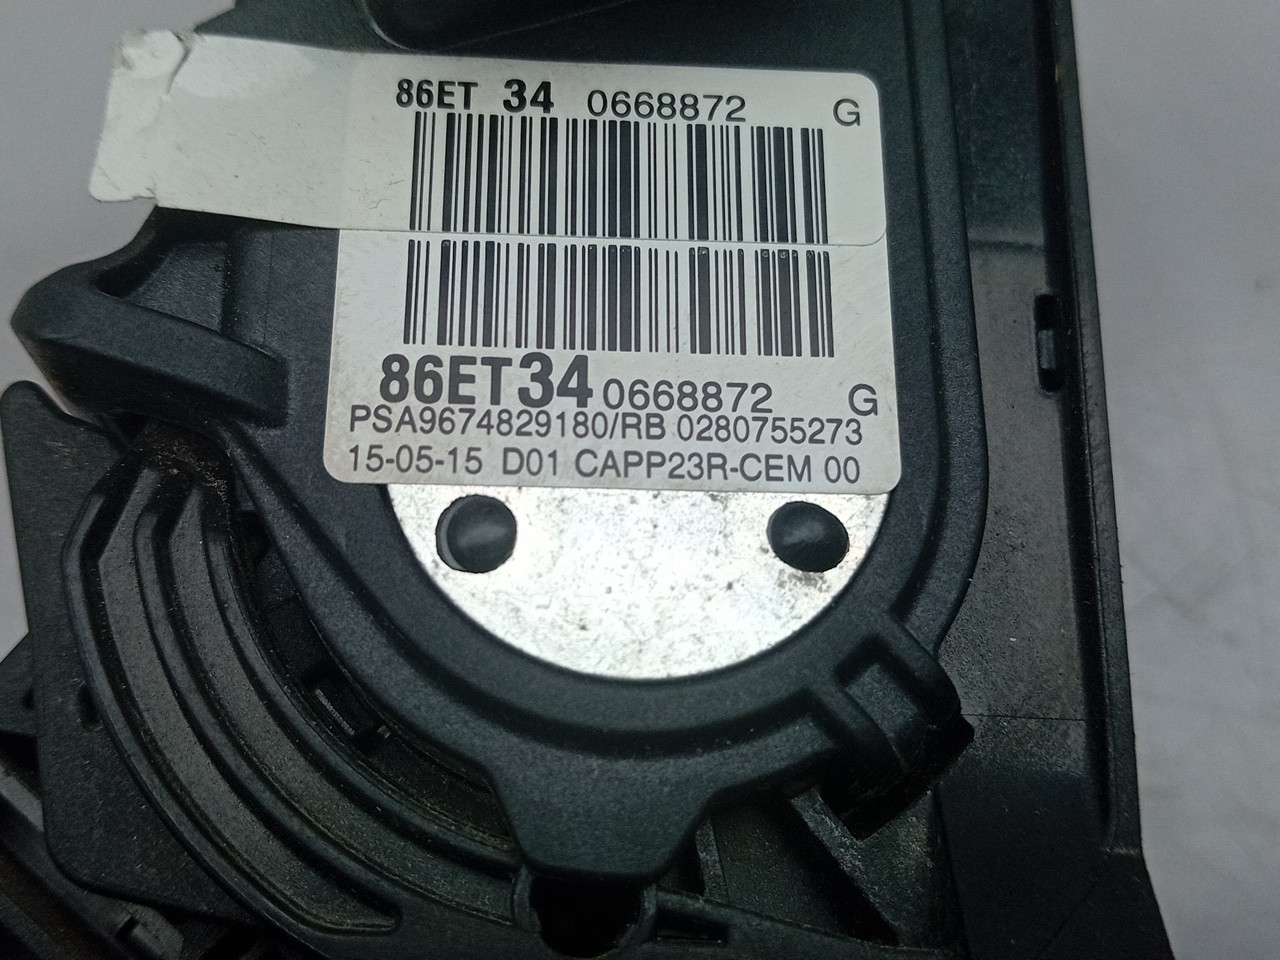 86ET 34 0668872 G
86ET34 0668872 G
PSA9674829180/RB 0280755273
15-05-15 D01 CAPP23R-CEM 00